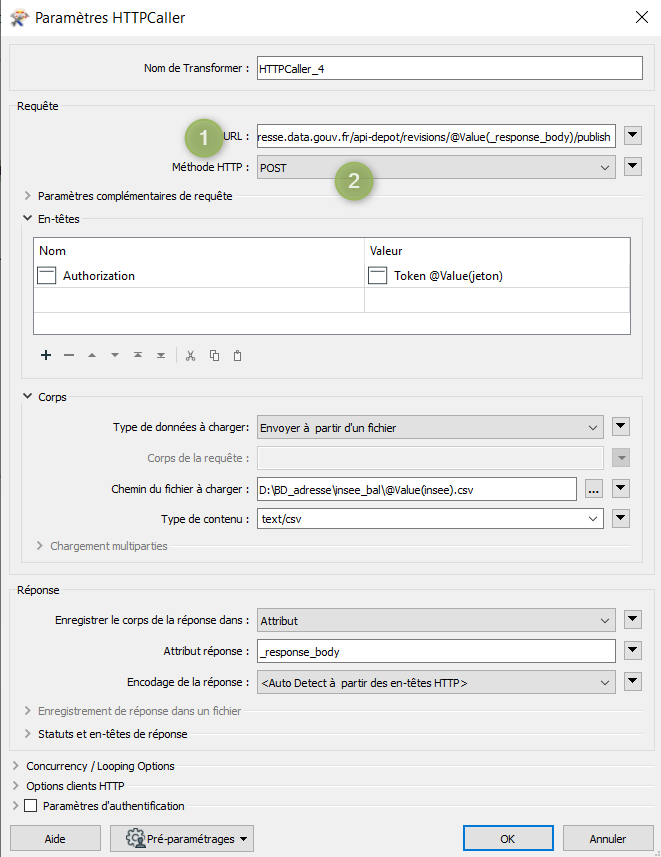 Paramètres HTTPCaller
Nom de Transformer : HTTPCaller_4
Requête
1 URL : resse.data.gouv.fr/api-depot/revisions/@Value(_response_body)/publish
Méthode HTTP : POST
2
Paramètres complémentaires de requête
En-têtes
Nom Valeur
Authorization Token @Value(jeton)
Corps
Type de données à charger: Envoyer à partir d'un fichier
Corps de la requête :
Chemin du fichier à charger : D:\BD_adresse\insee_bal\@Value(insee).csv ...
Type de contenu : text/csv
Chargement multiparties
Réponse
Enregistrer le corps de la réponse dans : Attribut
Attribut réponse : _response_body
Encodage de la réponse : <Auto Detect à partir des en-têtes HTTP>
Enregistrement de réponse dans un fichier
Statuts et en-têtes de réponse
Concurrency / Looping Options
Options clients HTTP
Paramètres d'authentification
Aide Pré-paramétrages OK Annuler